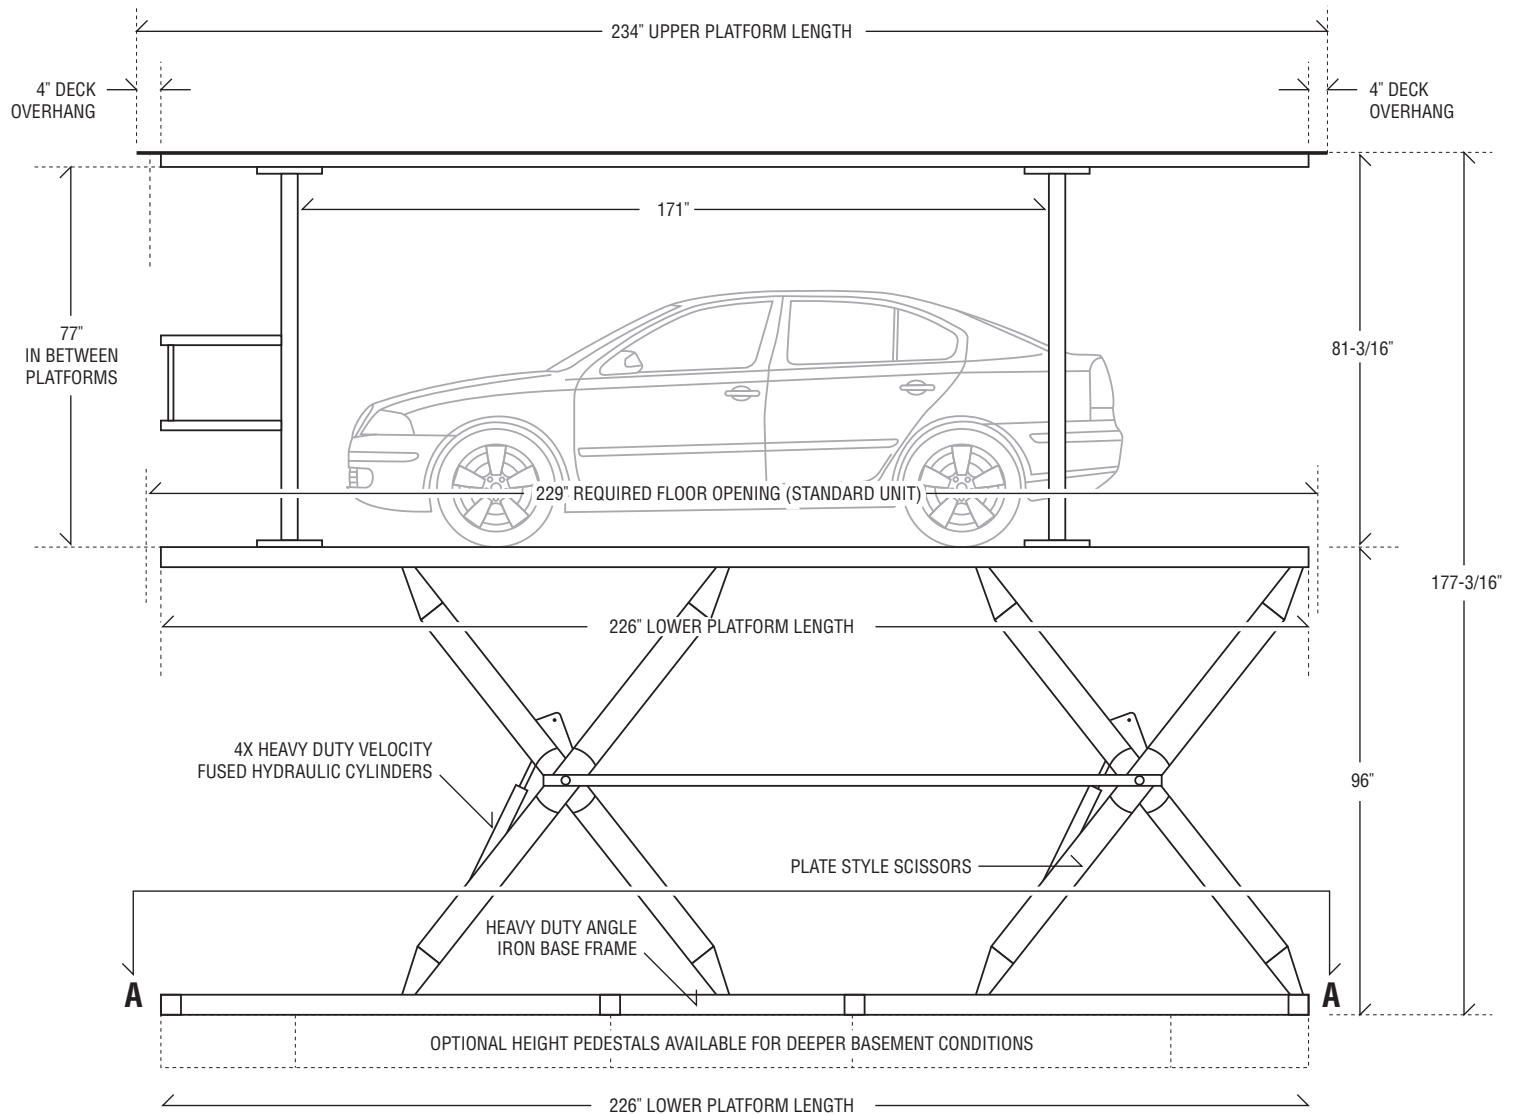 234" UPPER PLATFORM LENGTH
4" DECK
OVERHANG
4" DECK
OVERHANG
171"
77"
IN BETWEEN
PLATFORMS
81-3/16"
229" REQUIRED FLOOR OPENING (STANDARD UNIT)
177-3/16"
226" LOWER PLATFORM LENGTH
4X HEAVY DUTY VELOCITY
FUSED HYDRAULIC CYLINDERS
96"
PLATE STYLE SCISSORS
HEAVY DUTY ANGLE
IRON BASE FRAME
A
A
OPTIONAL HEIGHT PEDESTALS AVAILABLE FOR DEEPER BASEMENT CONDITIONS
226" LOWER PLATFORM LENGTH